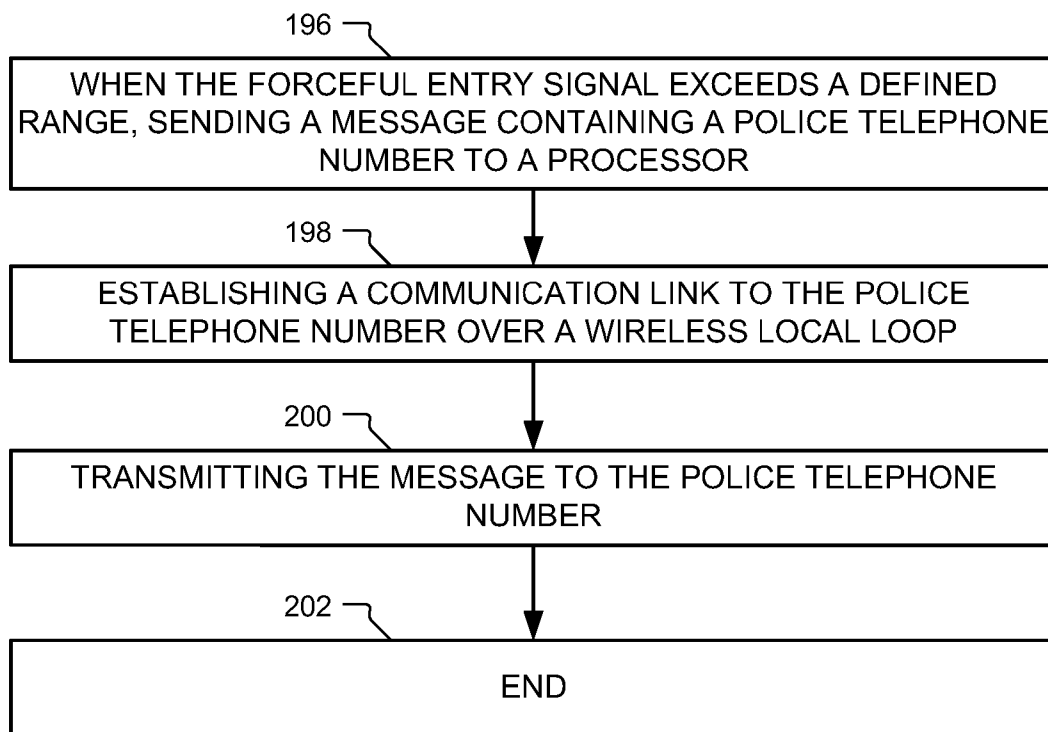 196
WHEN THE FORCEFUL ENTRY SIGNAL EXCEEDS A DEFINED
RANGE, SENDING A MESSAGE CONTAINING A POLICE TELEPHONE
NUMBER TO A PROCESSOR
198
ESTABLISHING A COMMUNICATION LINK TO THE POLICE
TELEPHONE NUMBER OVER A WIRELESS LOCAL LOOP
200
TRANSMITTING THE MESSAGE TO THE POLICE TELEPHONE
NUMBER
202
END